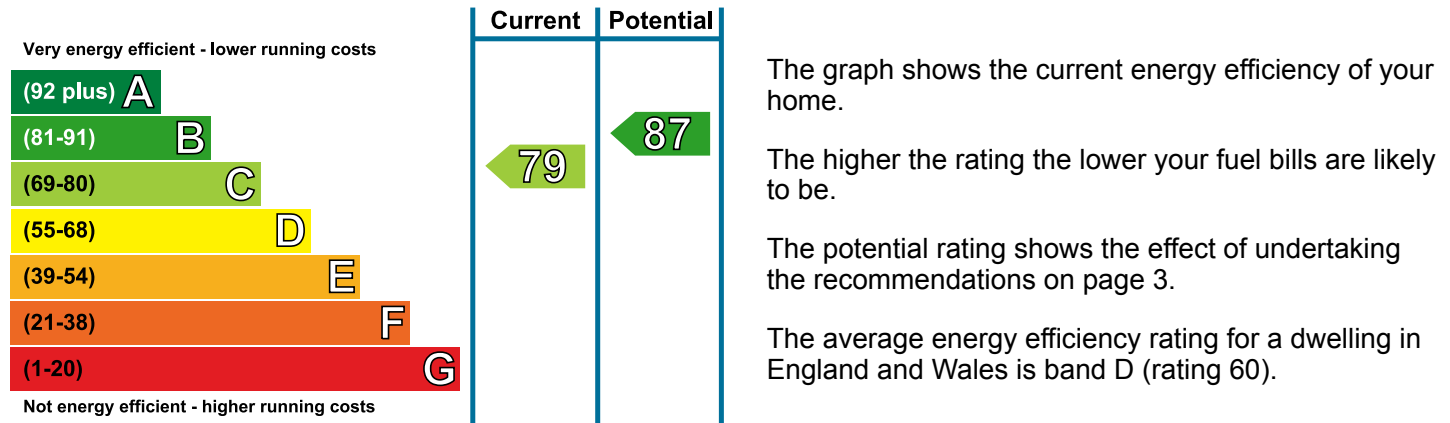 Current Potential
Very energy efficient - lower running costs
(92 plus) A
(81-91) B
(69-80) C
(55-68) D
(39-54) E
(21-38) F
(1-20) G
Not energy efficient - higher running costs
79
87
The graph shows the current energy efficiency of your
home.
The higher the rating the lower your fuel bills are likely
to be.
The potential rating shows the effect of undertaking
the recommendations on page 3.
The average energy efficiency rating for a dwelling in
England and Wales is band D (rating 60).